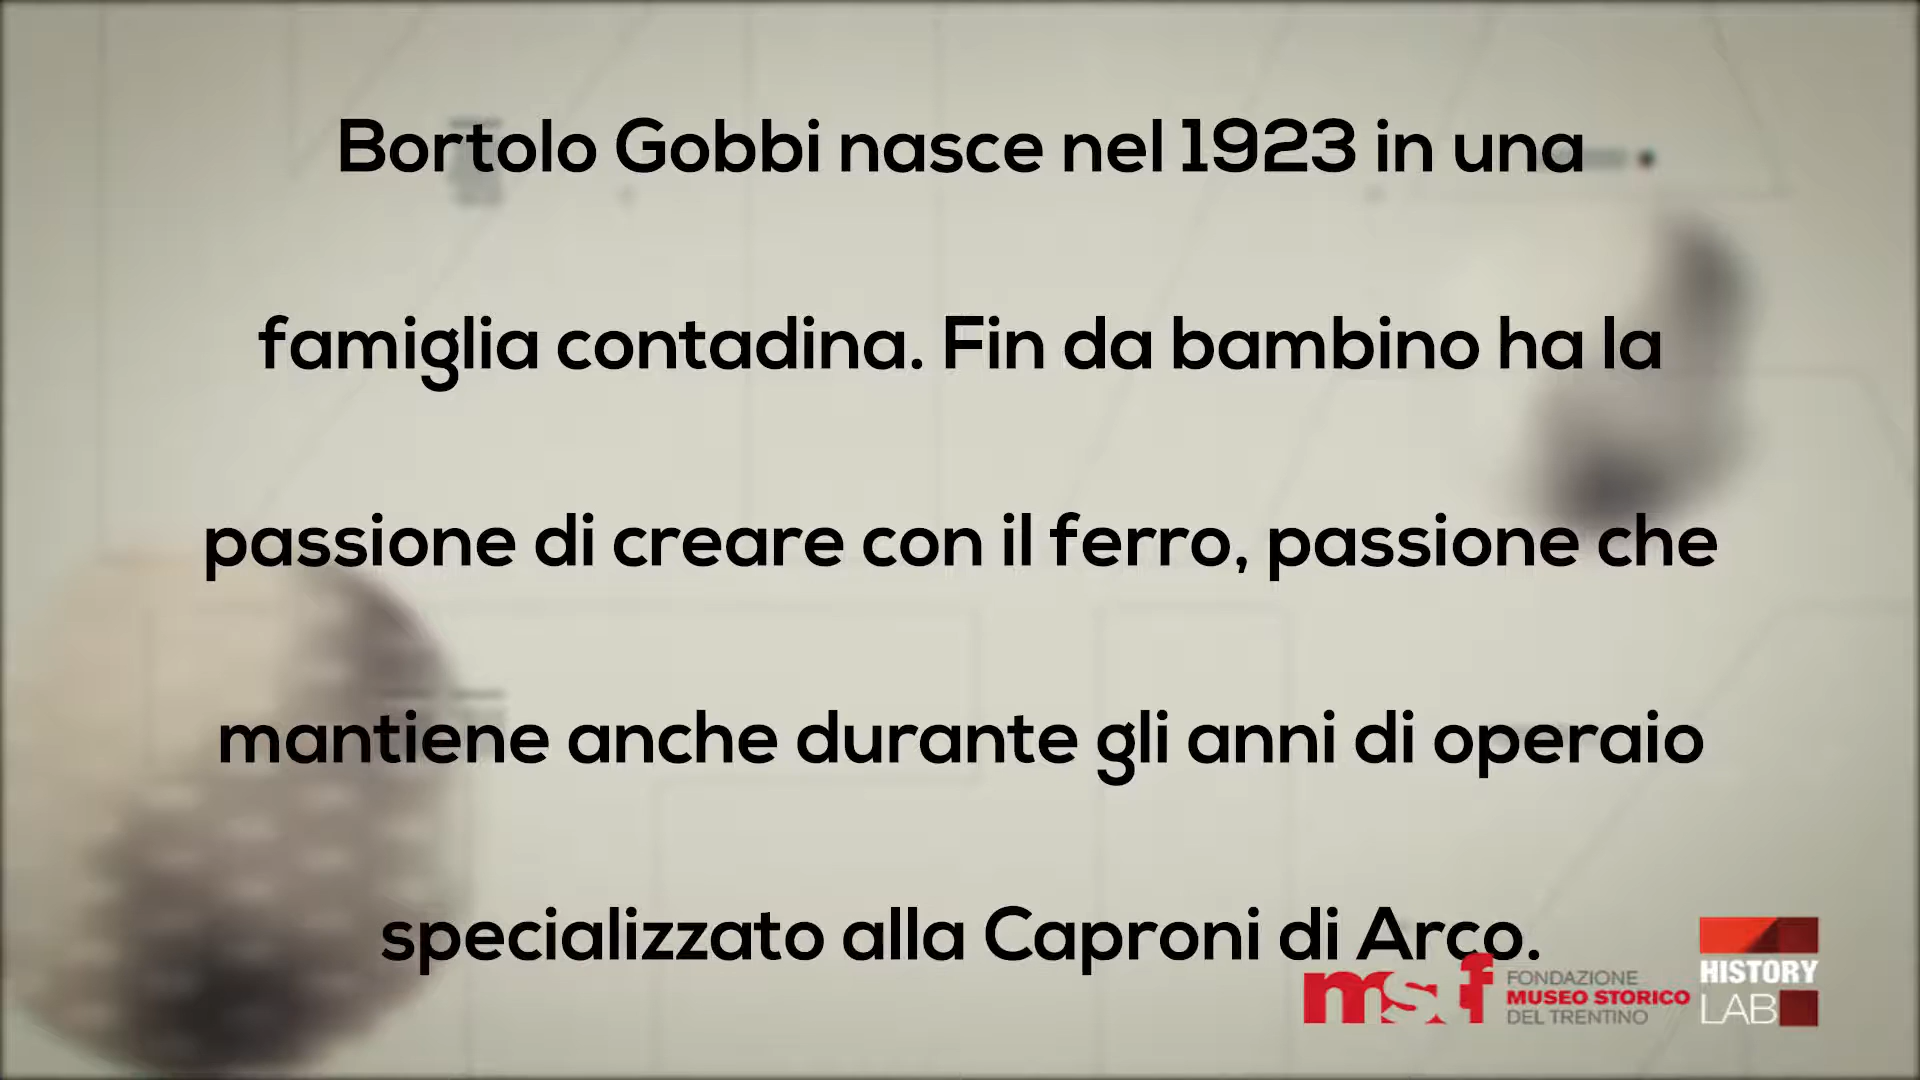 Bortolo Gobbi nasce nel 1923 in una
famiglia contadina. Fin da bambino ha la
passione di creare con il ferro, passione che
mantiene anche durante gli anni di operaio
specializzato alla Caproni di Arco.
msf
FONDAZIONE
MUSEO STORICO
DEL TRENTINO
HISTORY
LAB